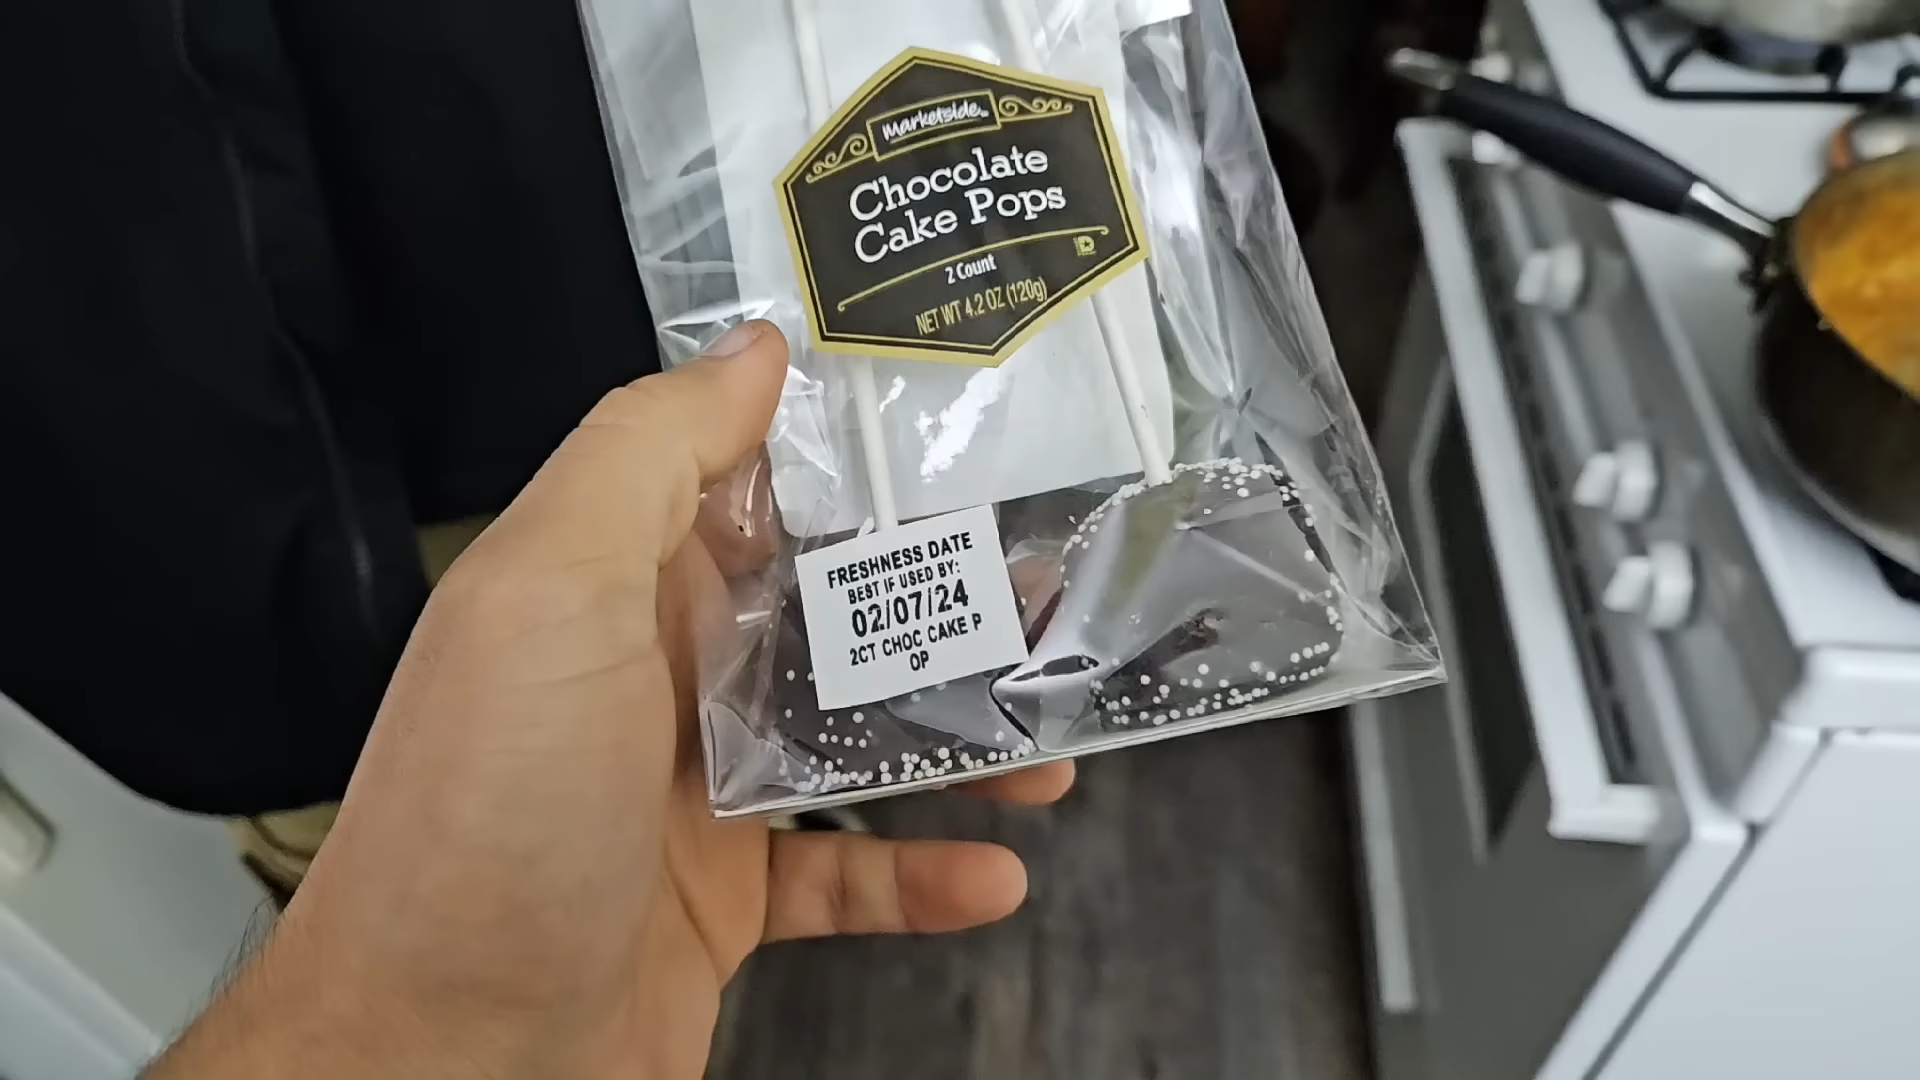 Marketside
Chocolate
Cake Pops
2 Count
NET WT 4.2 OZ (120g)
FRESHNESS DATE
BEST IF USED BY:
02/07/24
2CT CHOC CAKE P
OP